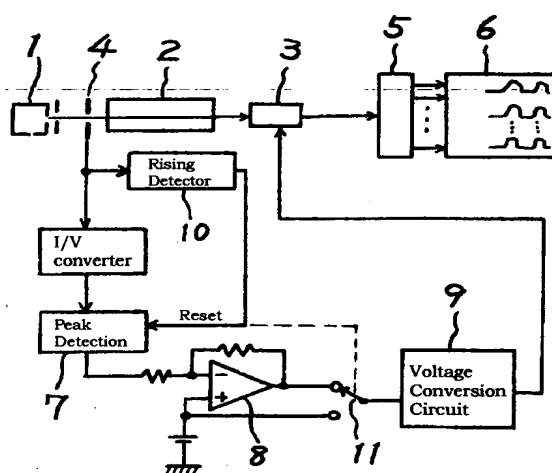 1
4
2
3
5
6
Rising
Detector
10
I/V
converter
Reset
Peak
Detection
7
8
11
9
Voltage
Conversion
Circuit